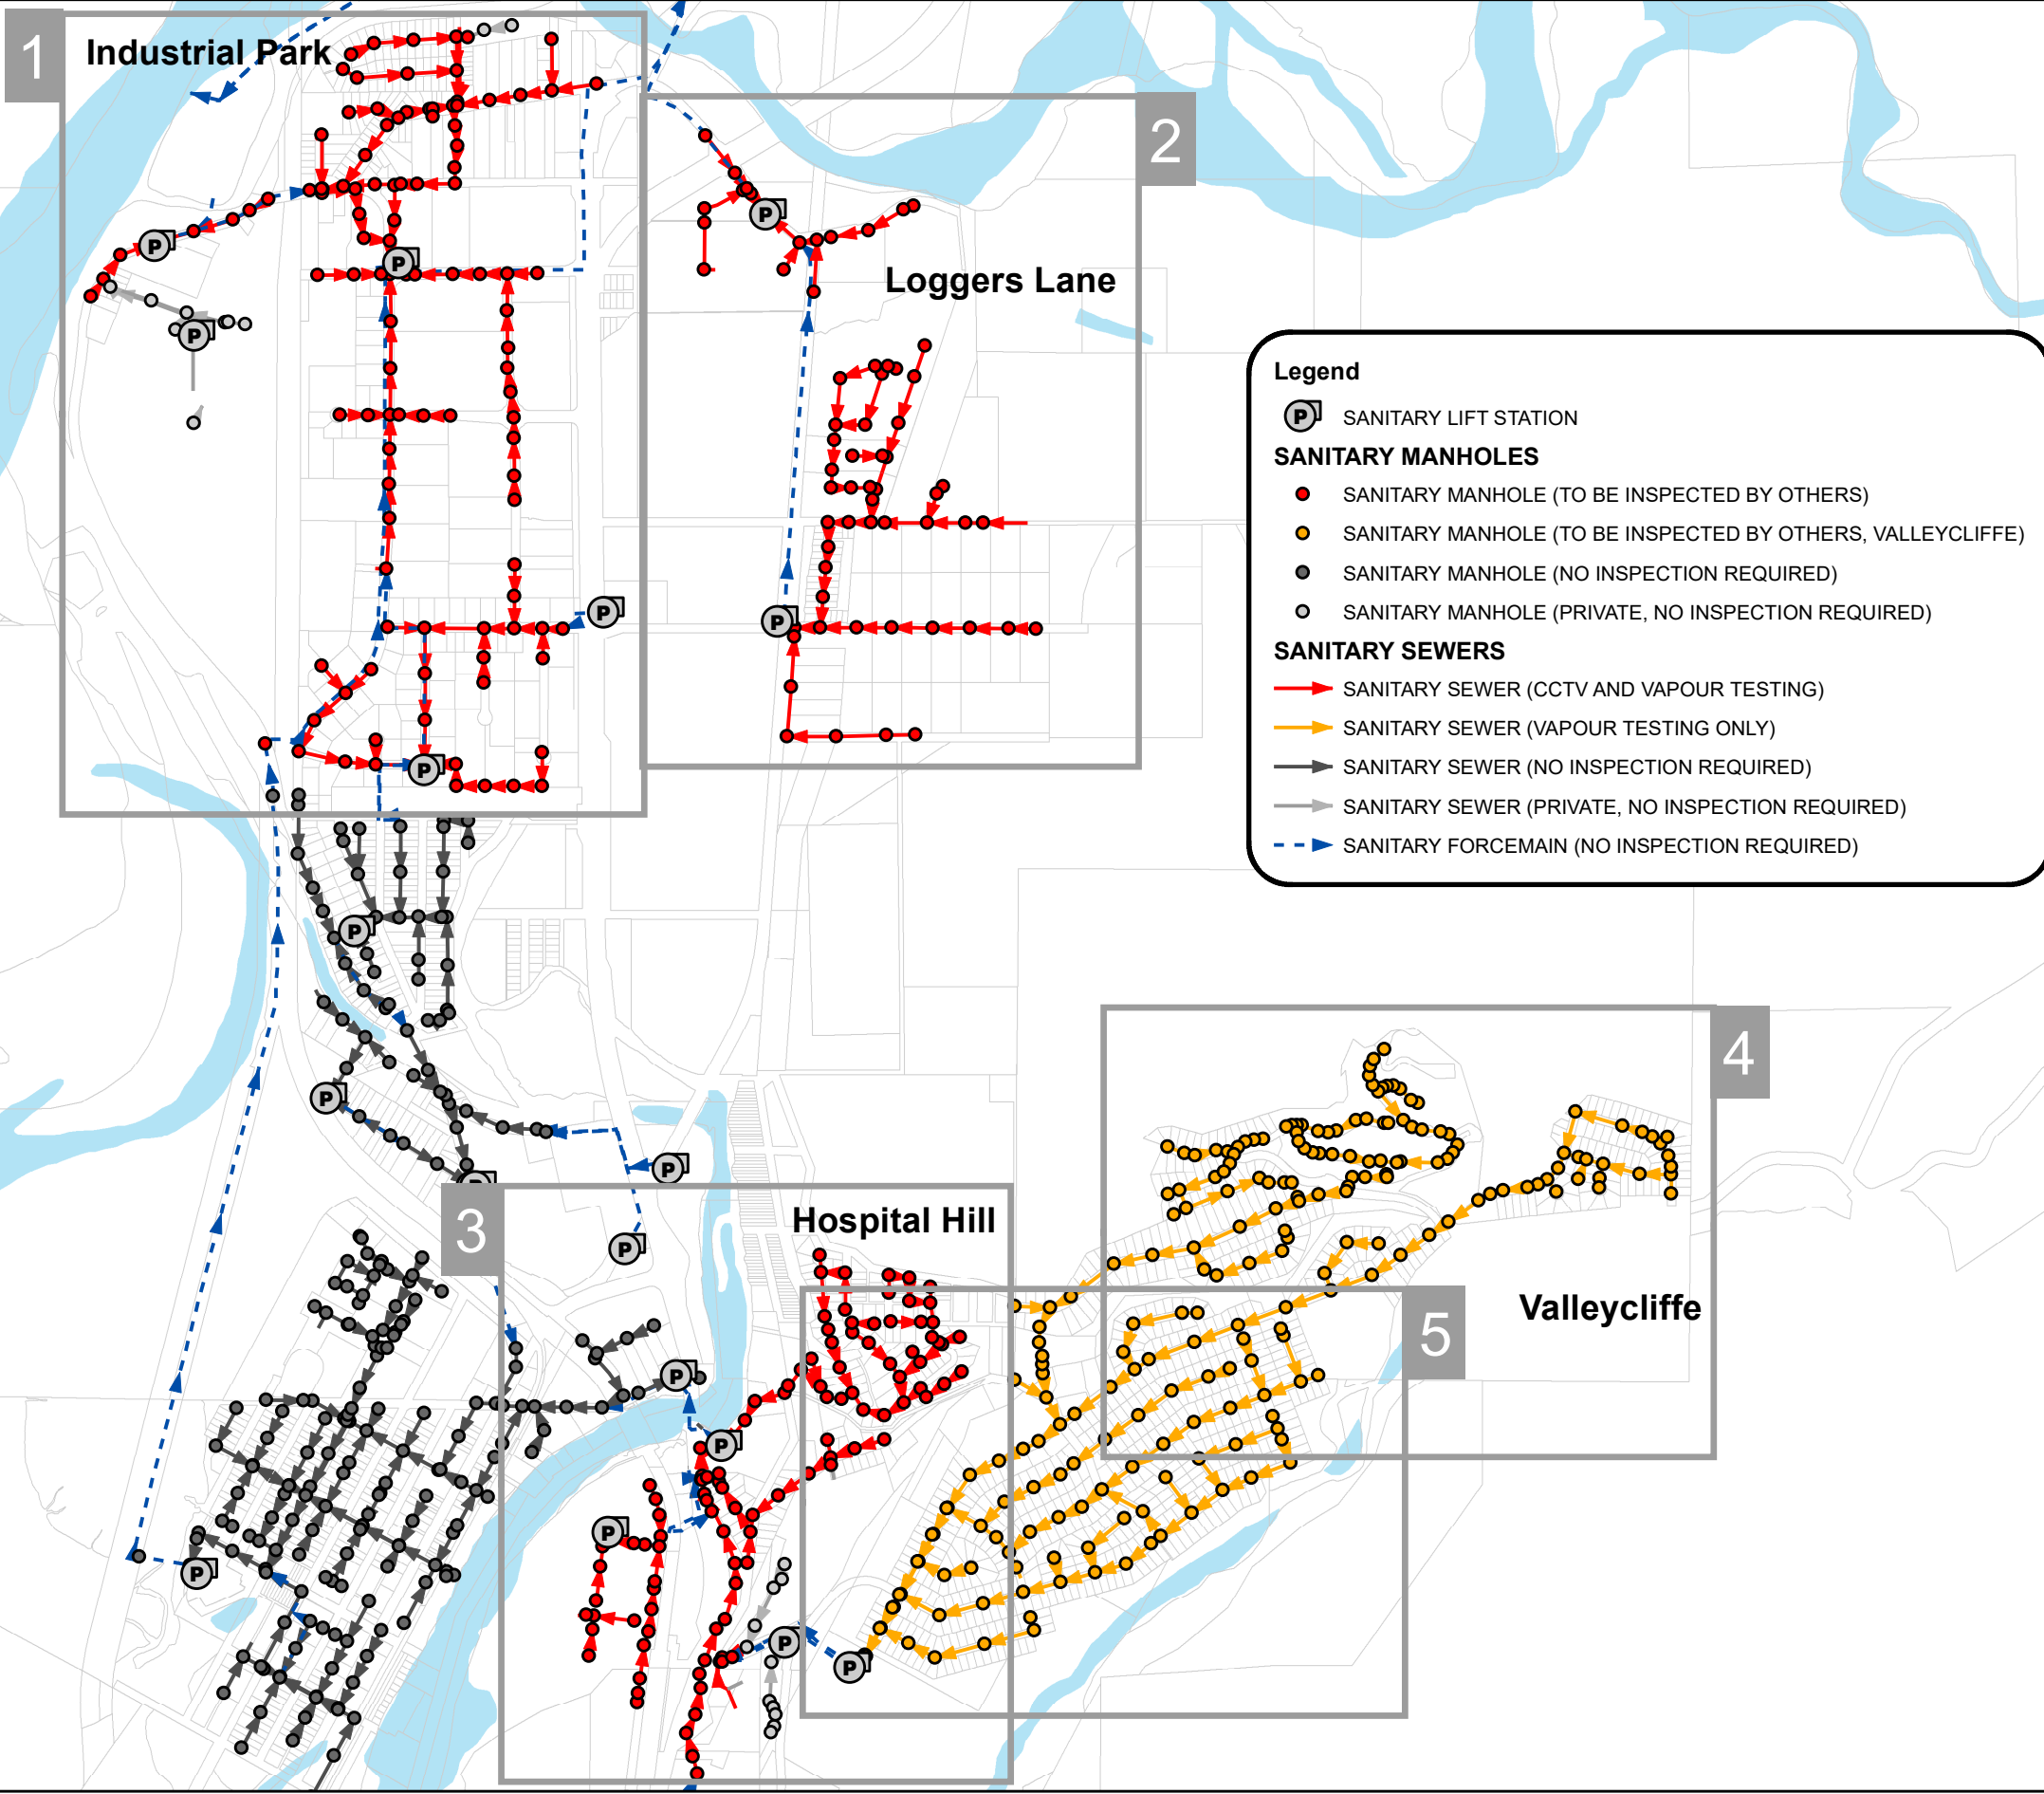 1
Industrial Park
2
Loggers Lane
Legend
P SANITARY LIFT STATION
SANITARY MANHOLES
SANITARY MANHOLE (TO BE INSPECTED BY OTHERS)
SANITARY MANHOLE (TO BE INSPECTED BY OTHERS, VALLEYCLIFFE)
SANITARY MANHOLE (NO INSPECTION REQUIRED)
SANITARY MANHOLE (PRIVATE, NO INSPECTION REQUIRED)
SANITARY SEWERS
SANITARY SEWER (CCTV AND VAPOUR TESTING)
SANITARY SEWER (VAPOUR TESTING ONLY)
SANITARY SEWER (NO INSPECTION REQUIRED)
SANITARY SEWER (PRIVATE, NO INSPECTION REQUIRED)
SANITARY FORCEMAIN (NO INSPECTION REQUIRED)
P
P
P
P
P
P
P
P
P
P
P
3
Hospital Hill
4
5
Valleycliffe
P
P
P
P
P
P
P